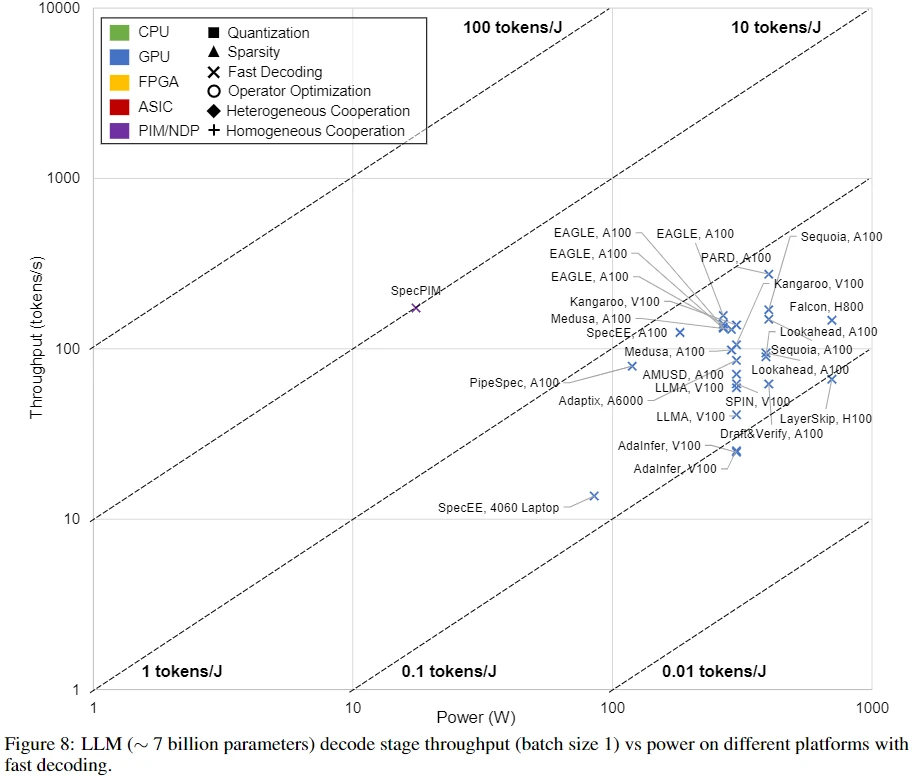 10000
1000
100
10
1
1
10
100
1000
Throughput (tokens/s)
Power (W)
CPU
GPU
FPGA
ASIC
PIM/NDP
Quantization
Sparsity
Fast Decoding
Operator Optimization
Heterogeneous Cooperation
Homogeneous Cooperation
100 tokens/J
10 tokens/J
1 tokens/J
0.1 tokens/J
0.01 tokens/J
EAGLE, A100
EAGLE, A100
Sequoia, A100
EAGLE, A100
PARD, A100
EAGLE, A100
Kangaroo, V100
SpecPIM
Kangaroo, V100
Falcon, H800
Medusa, A100
SpecEE, A100
Lookahead, A100
Medusa, A100
Sequoia, A100
AMUSD, A100
Lookahead, A100
PipeSpec, A100
LLMA, V100
Adaptix, A6000
SPIN, V100
LLMA, V100
LayerSkip, H100
Draft&Verify, A100
AdaInfer, V100
AdaInfer, V100
SpecEE, 4060 Laptop
Figure 8: LLM (∼ 7 billion parameters) decode stage throughput (batch size 1) vs power on different platforms with
fast decoding.